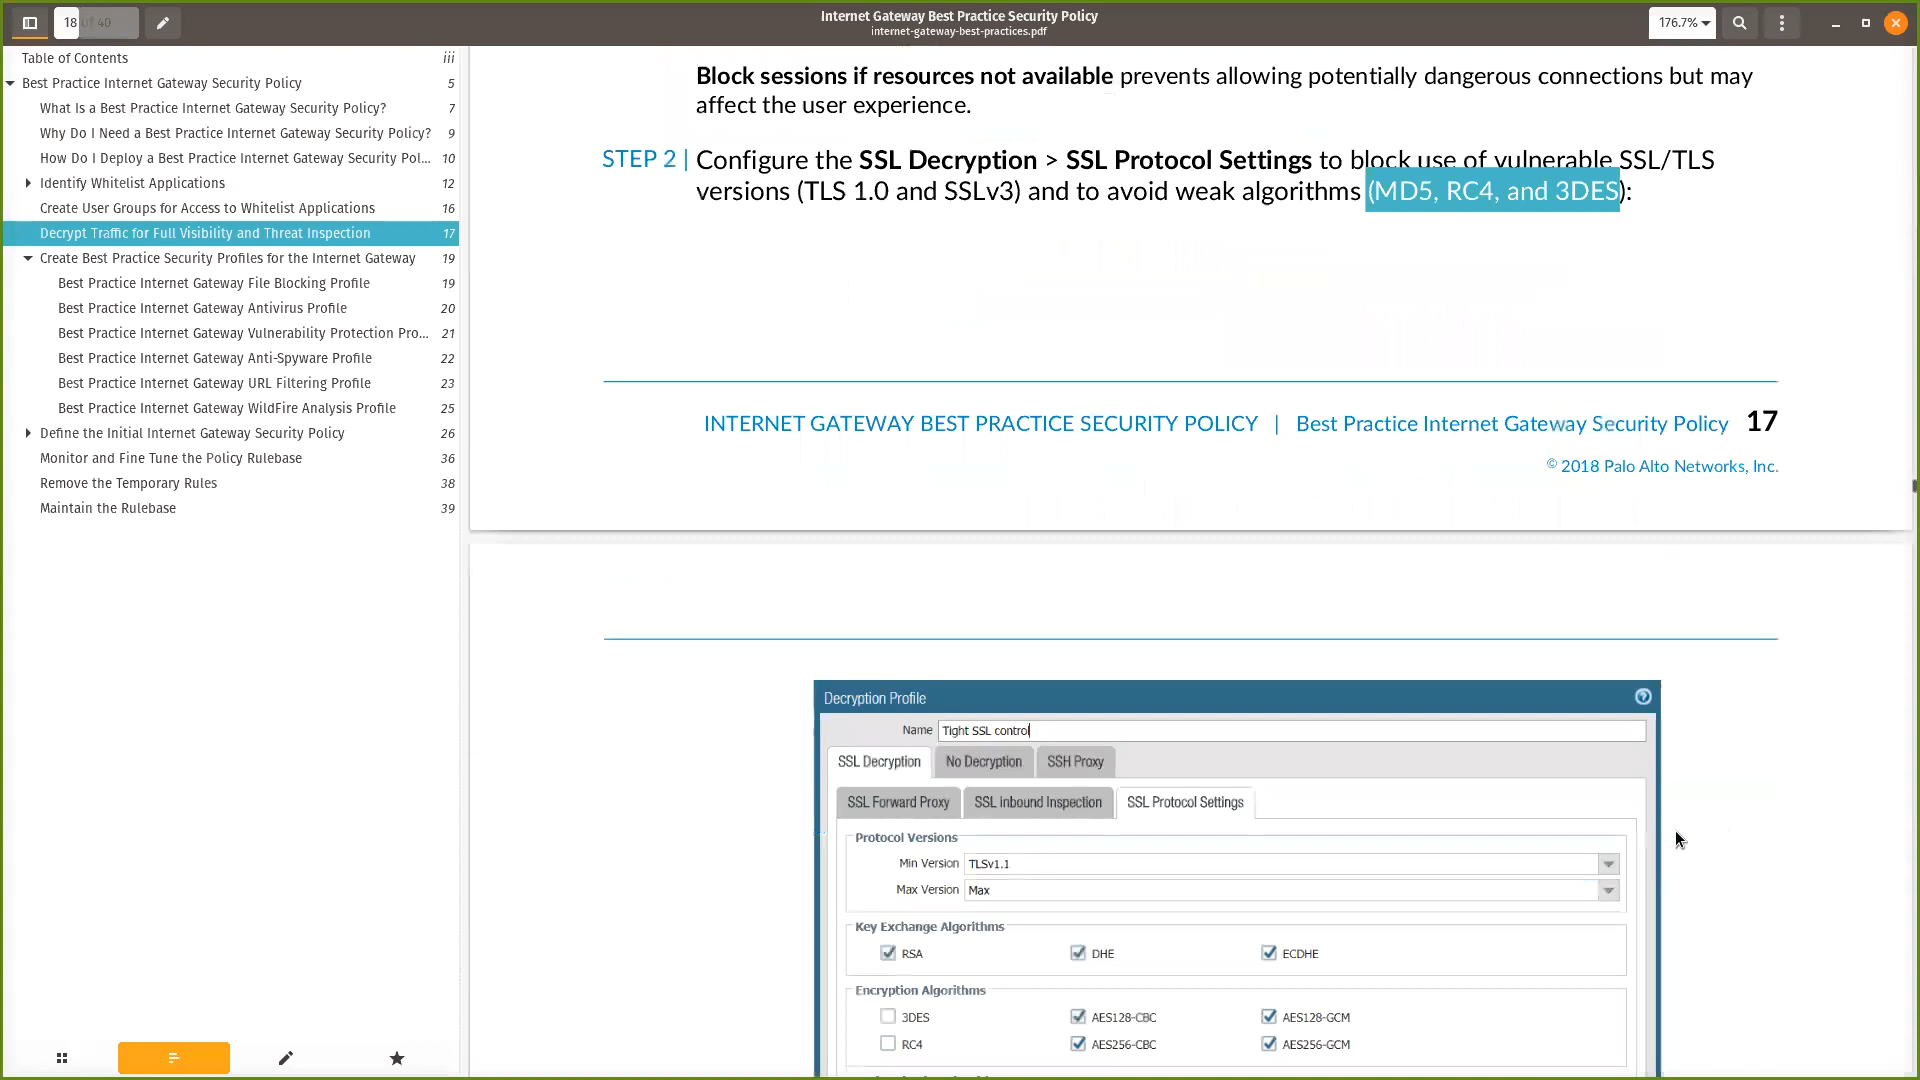 18 of 40
Internet Gateway Best Practice Security Policy
internet-gateway-best-practices.pdf
176.7%
Table of Contents iii
Best Practice Internet Gateway Security Policy 5
What Is a Best Practice Internet Gateway Security Policy? 7
Why Do I Need a Best Practice Internet Gateway Security Policy? 9
How Do I Deploy a Best Practice Internet Gateway Security Pol... 10
Identify Whitelist Applications 12
Create User Groups for Access to Whitelist Applications 16
Decrypt Traffic for Full Visibility and Threat Inspection 17
Create Best Practice Security Profiles for the Internet Gateway 19
Best Practice Internet Gateway File Blocking Profile 19
Best Practice Internet Gateway Antivirus Profile 20
Best Practice Internet Gateway Vulnerability Protection Pro... 21
Best Practice Internet Gateway Anti-Spyware Profile 22
Best Practice Internet Gateway URL Filtering Profile 23
Best Practice Internet Gateway WildFire Analysis Profile 25
Define the Initial Internet Gateway Security Policy 26
Monitor and Fine Tune the Policy Rulebase 36
Remove the Temporary Rules 38
Maintain the Rulebase 39
Block sessions if resources not available prevents allowing potentially dangerous connections but may
affect the user experience.
STEP 2 | Configure the SSL Decryption > SSL Protocol Settings to block use of vulnerable SSL/TLS
versions (TLS 1.0 and SSLv3) and to avoid weak algorithms (MD5, RC4, and 3DES):
INTERNET GATEWAY BEST PRACTICE SECURITY POLICY | Best Practice Internet Gateway Security Policy 17
© 2018 Palo Alto Networks, Inc.
Decryption Profile
Name Tight SSL control
SSL Decryption No Decryption SSH Proxy
SSL Forward Proxy SSL Inbound Inspection SSL Protocol Settings
Protocol Versions
Min Version TLSv1.1
Max Version Max
Key Exchange Algorithms
RSA DHE ECDHE
Encryption Algorithms
3DES AES128-CBC AES128-GCM
RC4 AES256-CBC AES256-GCM